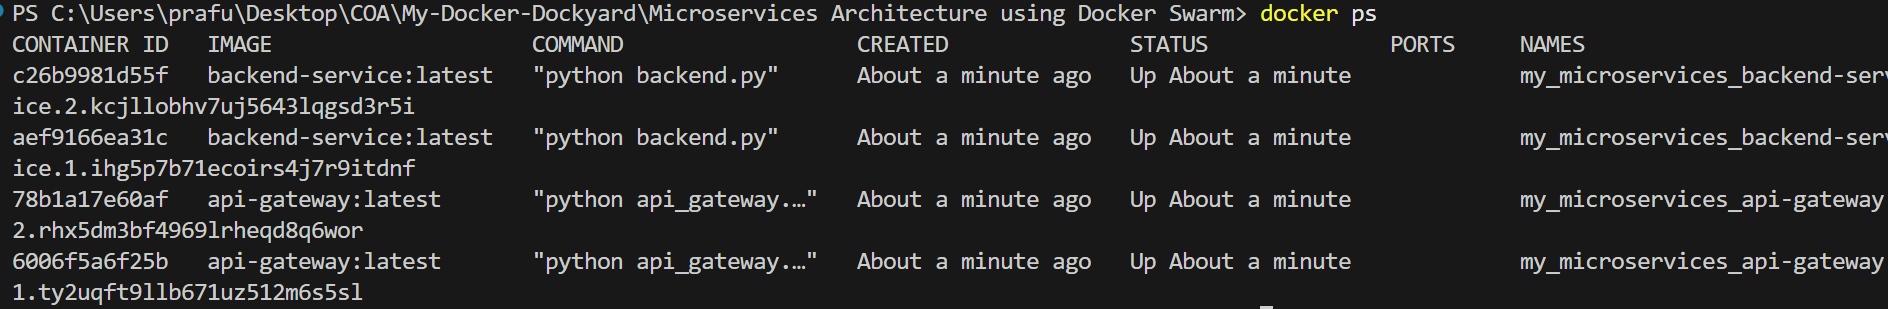 PS C:\Users\prafu\Desktop\COA\My-Docker-Dockyard\Microservices Architecture using Docker Swarm> docker ps
CONTAINER ID   IMAGE                    COMMAND                  CREATED              STATUS              PORTS     NAMES
c26b9981d55f   backend-service:latest   "python backend.py"      About a minute ago   Up About a minute             my_microservices_backend-serv
ice.2.kcjllobhv7uj5643lqgsd3r5i
aef9166ea31c   backend-service:latest   "python backend.py"      About a minute ago   Up About a minute             my_microservices_backend-serv
ice.1.ihg5p7b71ecoirs4j7r9itdnf
78b1a17e60af   api-gateway:latest       "python api_gateway.…"   About a minute ago   Up About a minute             my_microservices_api-gateway
2.rhx5dm3bf4969lrheqd8q6wor
6006f5a6f25b   api-gateway:latest       "python api_gateway.…"   About a minute ago   Up About a minute             my_microservices_api-gateway
1.ty2uqft9llb671uz512m6s5sl